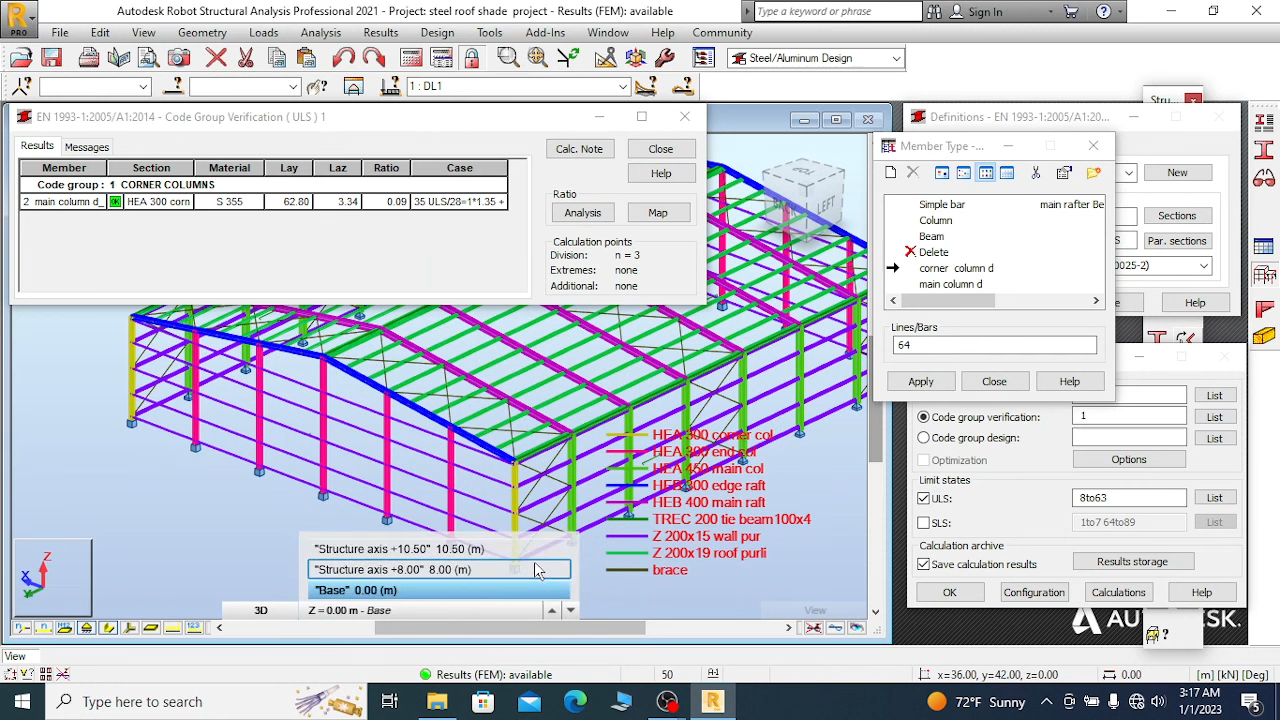 Autodesk Robot Structural Analysis Professional 2021 - Project: steel roof shade project - Results (FEM): available
Type a keyword or phrase
Sign In
PRO
File Edit View Geometry Loads Analysis Results Design Tools Add-Ins Window Help Community
Steel/Aluminum Design
1 : DL1
EN 1993-1:2005/A1:2014 - Code Group Verification ( ULS ) 1
Results Messages
Member Section Material Lay Laz Ratio Case
Code group : 1 CORNER COLUMNS
2 main column d_ OK HEA 300 corn S 355 62.80 3.34 0.09 35 ULS/28=1*1.35 +
Calc. Note Close
Help
Ratio
Analysis Map
Calculation points
Division: n = 3
Extremes: none
Additional: none
BACK LEFT
Stru...
Definitions - EN 1993-1:2005/A1:20...
New
Sections
S Par. sections
0025-2)
Help
Member Type -...
Simple bar main rafter Be
Column
Beam
Delete
corner column d
main column d
Lines/Bars
64
Apply Close Help
List
Code group verification: 1 List
Code group design: List
Optimization Options
Limit states
ULS: 8to63 List
SLS: 1to7 64to89 List
Calculation archive
Save calculation results Results storage
OK Configuration Calculations Help
AUTODESK.
HEA 300 corner col
HEA 300 end col
HEA 450 main col
HEB 300 edge raft
HEB 400 main raft
TREC 200 tie beam100x4
Z 200x15 wall pur
Z 200x19 roof purli
brace
"Structure axis +10.50" 10.50 (m)
"Structure axis +8.00" 8.00 (m)
"Base" 0.00 (m)
3D Z = 0.00 m - Base View
Z
X
View
Results (FEM): available 50 x=36.00, y=42.00, z=0.00 0.00 [m] [kN] [Deg]
Type here to search
72°F Sunny
3:17 AM
1/1/2023
5